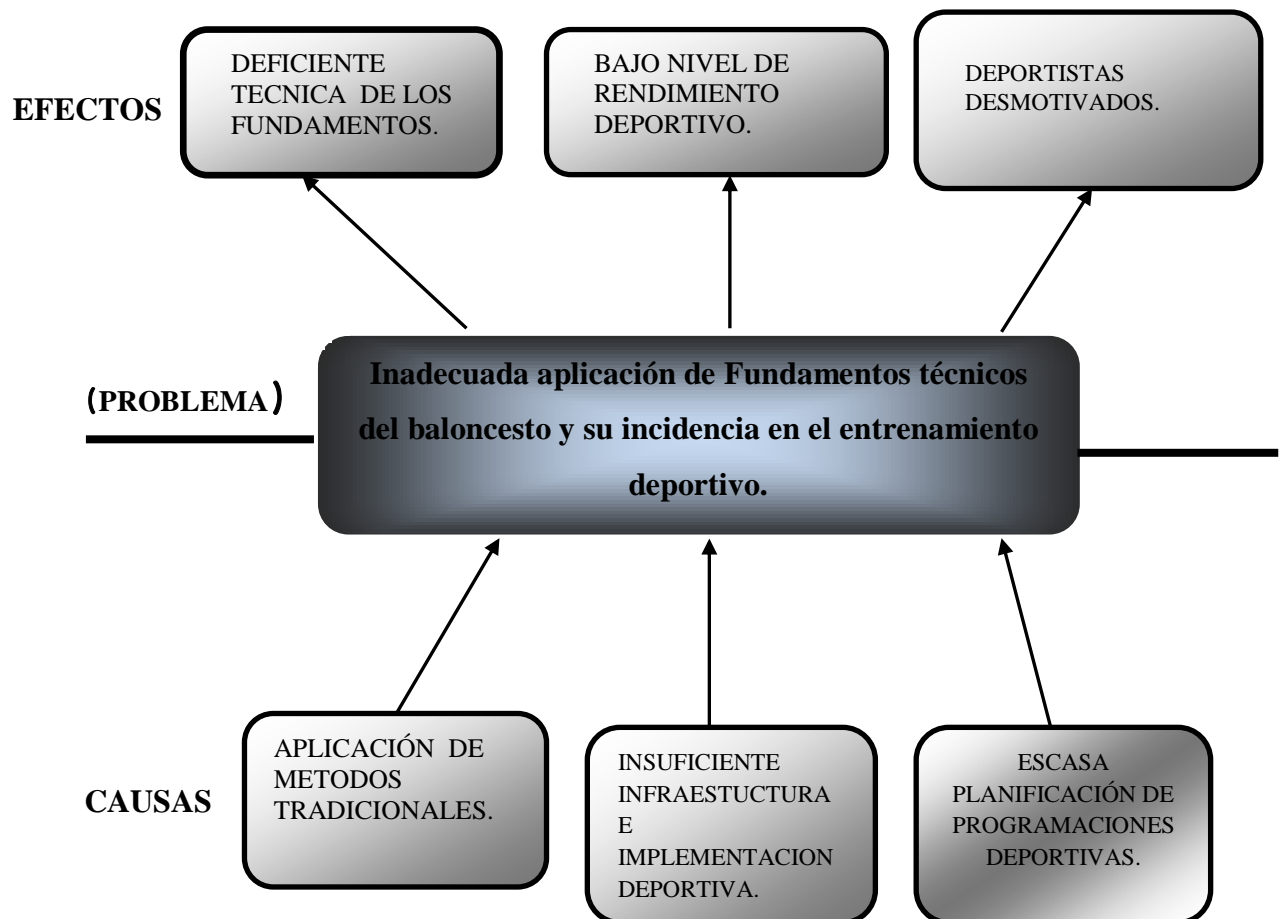 DEFICIENTE
TECNICA DE LOS
FUNDAMENTOS.
BAJO NIVEL DE
RENDIMIENTO
DEPORTIVO.
DEPORTISTAS
DESMOTIVADOS.
EFECTOS
Inadecuada aplicación de Fundamentos técnicos
del baloncesto y su incidencia en el entrenamiento
deportivo.
(PROBLEMA)
APLICACIÓN DE
METODOS
TRADICIONALES.
INSUFICIENTE
INFRAESTUCTURA
E
IMPLEMENTACION
DEPORTIVA.
ESCASA
PLANIFICACIÓN DE
PROGRAMACIONES
DEPORTIVAS.
CAUSAS